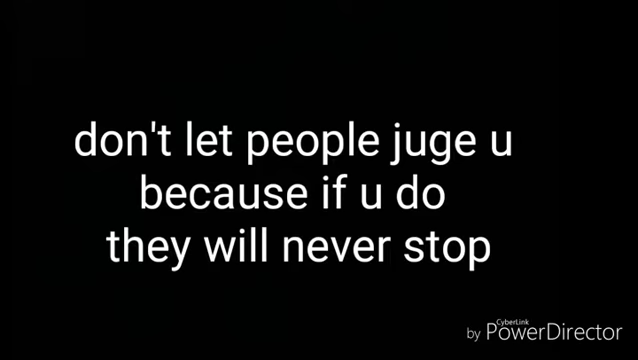 don't let people juge u
because if u do
they will never stop
CyberLink
by PowerDirector